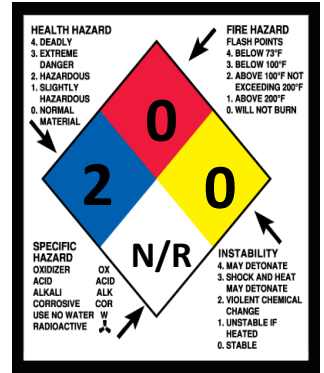 HEALTH HAZARD
4. DEADLY
3. EXTREME
DANGER
2. HAZARDOUS
1. SLIGHTLY
HAZARDOUS
0. NORMAL
MATERIAL
FIRE HAZARD
FLASH POINTS
4. BELOW 73°F
3. BELOW 100°F
2. ABOVE 100°F NOT
EXCEEDING 200°F
1. ABOVE 200°F
0. WILL NOT BURN
0
2
0
N/R
SPECIFIC
HAZARD
OXIDIZER OX
ACID ACID
ALKALI ALK
CORROSIVE COR
USE NO WATER W
RADIOACTIVE
INSTABILITY
4. MAY DETONATE
3. SHOCK AND HEAT
MAY DETONATE
2. VIOLENT CHEMICAL
CHANGE
1. UNSTABLE IF
HEATED
0. STABLE